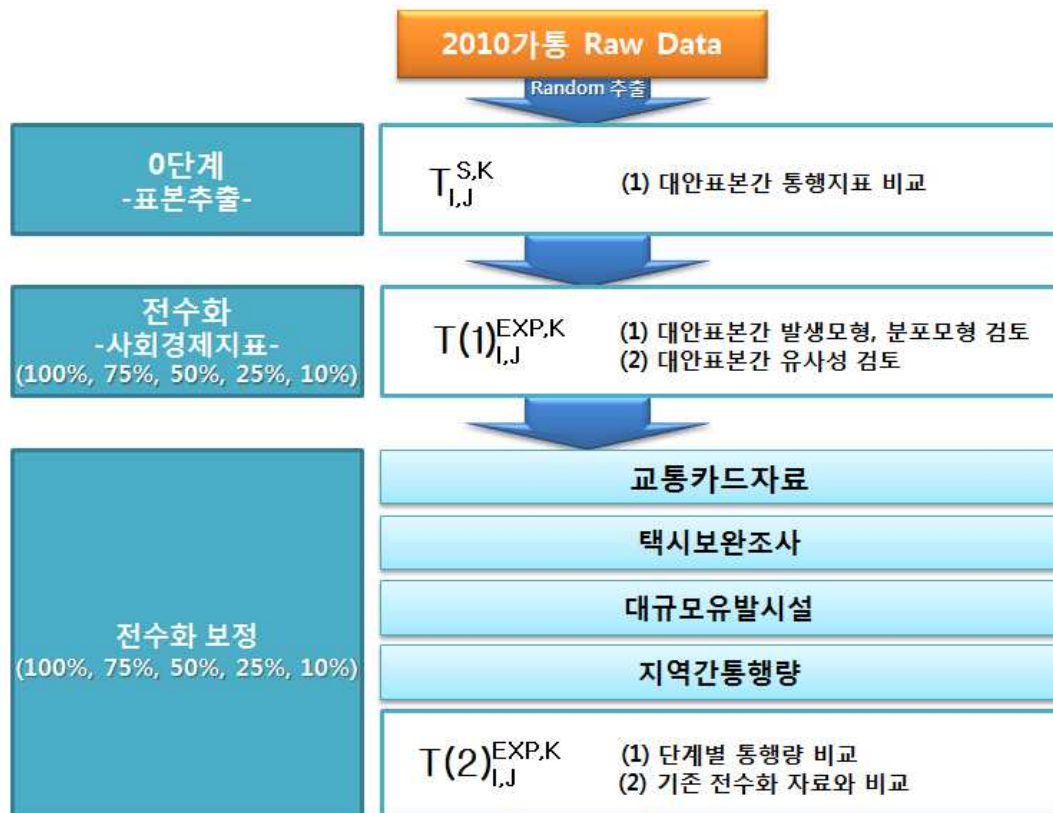 2010가통 Raw Data
Random 추출
0단계
-표본추출-
T I,J S,K
(1) 대안표본간 통행지표 비교
전수화
-사회경제지표-
(100%, 75%, 50%, 25%, 10%)
T(1) I,J EXP,K
(1) 대안표본간 발생모형, 분포모형 검토
(2) 대안표본간 유사성 검토
전수화 보정
(100%, 75%, 50%, 25%, 10%)
교통카드자료
택시보완조사
대규모유발시설
지역간통행량
T(2) I,J EXP,K
(1) 단계별 통행량 비교
(2) 기존 전수화 자료와 비교